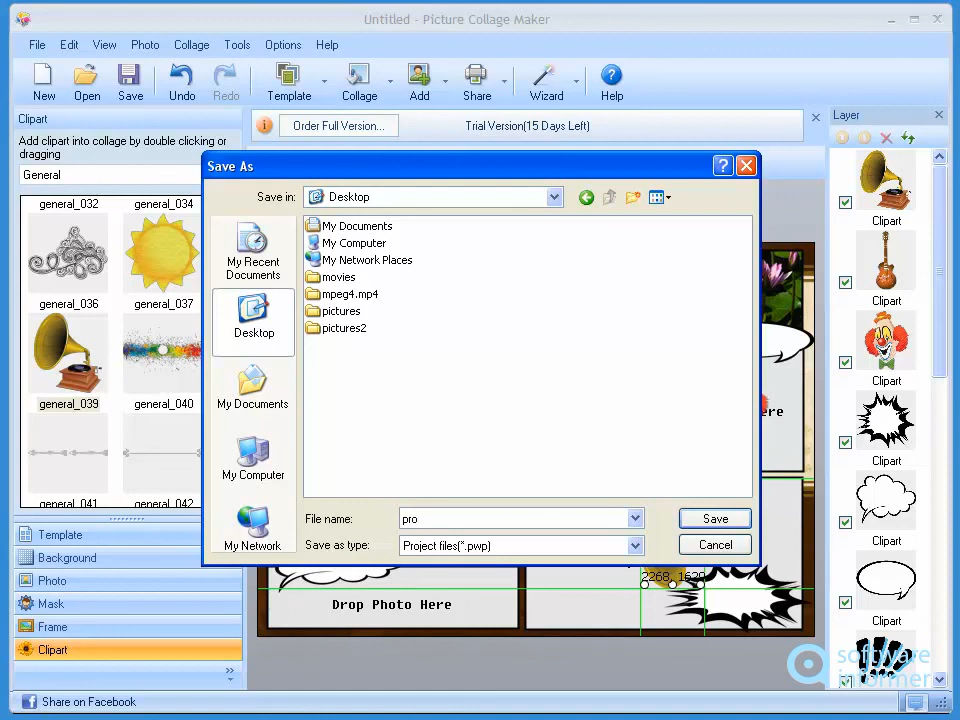 Untitled - Picture Collage Maker
File Edit View Photo Collage Tools Options Help
New Open Save Undo Redo Template Collage Add Share Wizard Help
Clipart
Add clipart into collage by double clicking or
dragging
General
general_032 general_034
general_036 general_037
general_039 general_040
general_041 general_042
Template
Background
Photo
Mask
Frame
Clipart
Share on Facebook
Order Full Version...
Trial Version(15 Days Left)
Save As
Save in:
Desktop
My Recent
Documents
Desktop
My Documents
My Computer
My Network
My Documents
My Computer
My Network Places
movies
mpeg4.mp4
pictures
pictures2
File name:
pro
Save
Save as type:
Project files(*.pwp)
Cancel
ere
2268, 1620
Drop Photo Here
Layer
Clipart
Clipart
Clipart
Clipart
Clipart
Clipart
software
informer